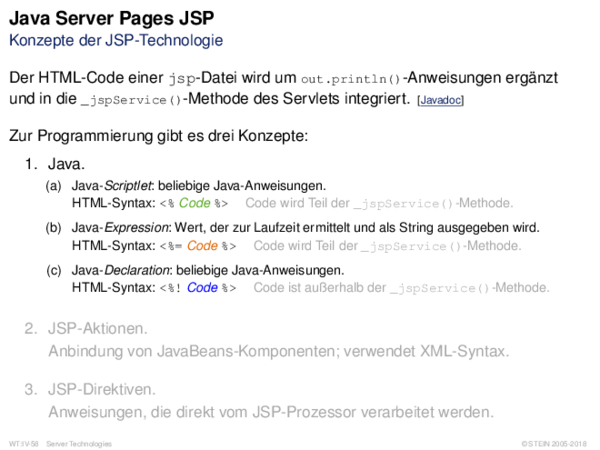 Java Server Pages JSP
Konzepte der JSP-Technologie
Der HTML-Code einer jsp-Datei wird um out.println()-Anweisungen ergänzt
und in die _jspService()-Methode des Servlets integriert. [Javadoc]
Zur Programmierung gibt es drei Konzepte:
1. Java.
(a) Java-Scriptlet: beliebige Java-Anweisungen.
HTML-Syntax: <% Code %> Code wird Teil der _jspService()-Methode.
(b) Java-Expression: Wert, der zur Laufzeit ermittelt und als String ausgegeben wird.
HTML-Syntax: <%= Code %> Code wird Teil der _jspService()-Methode.
(c) Java-Declaration: beliebige Java-Anweisungen.
HTML-Syntax: <%! Code %> Code ist außerhalb der _jspService()-Methode.
2. JSP-Aktionen.
Anbindung von JavaBeans-Komponenten; verwendet XML-Syntax.
3. JSP-Direktiven.
Anweisungen, die direkt vom JSP-Prozessor verarbeitet werden.
WT:IV-56 Server Technologies © STEIN 2005-2018